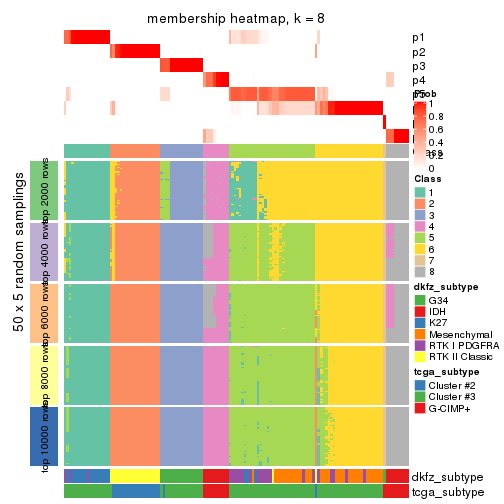 membership heatmap, k = 8
p1
p2
p3
p4
Prob
1
0.8
0.6
0.4
0.2
0
Class
1
2
3
4
5
6
7
8
dkfz_subtype
G34
IDH
K27
Mesenchymal
RTK I PDGFRA
RTK II Classic
tcga_subtype
Cluster #2
Cluster #3
G-CIMP+
50 x 5 random samplings
top 2000 rows
top 4000 rows
top 6000 rows
top 8000 rows
top 10000 rows
dkfz_subtype
tcga_subtype